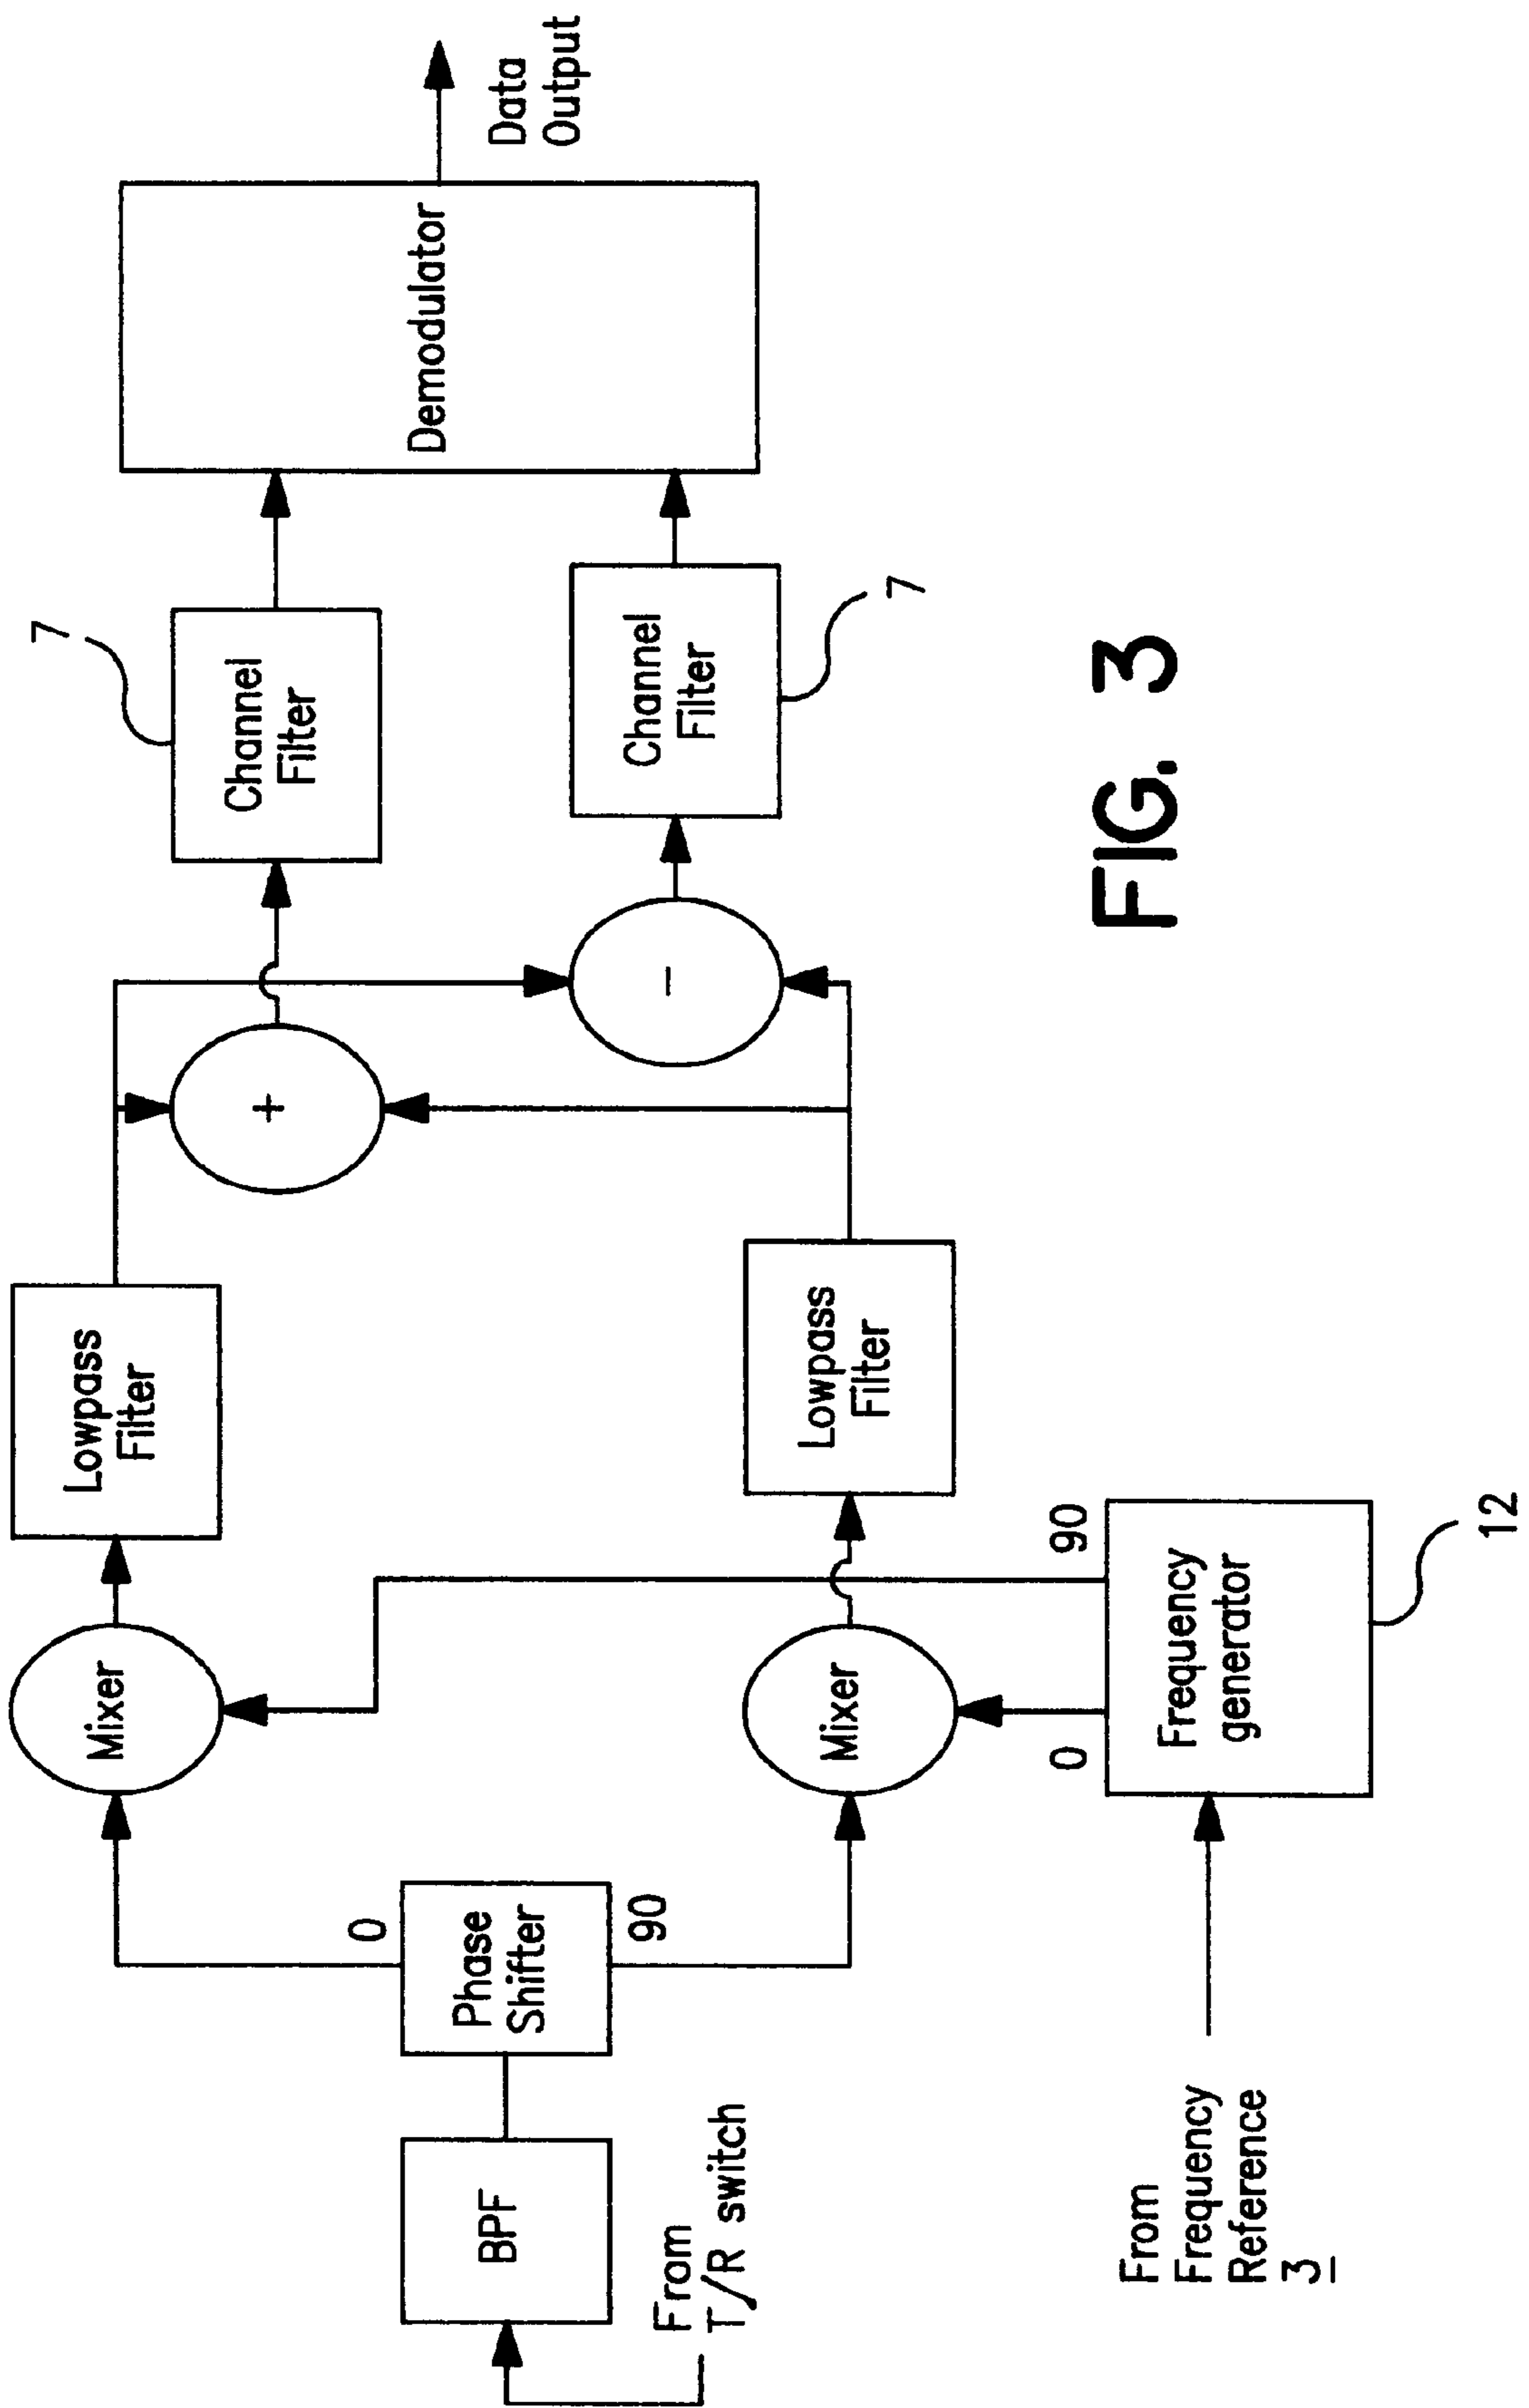 From
T/R switch
BPF
Phase
Shifter
0
90
Mixer
Mixer
Lowpass
Filter
Lowpass
Filter
+
-
Channel
Filter
7
Channel
Filter
7
Demodulator
Data
Output
From
Frequency
Reference
3
0
90
Frequency
generator
12
FIG. 3